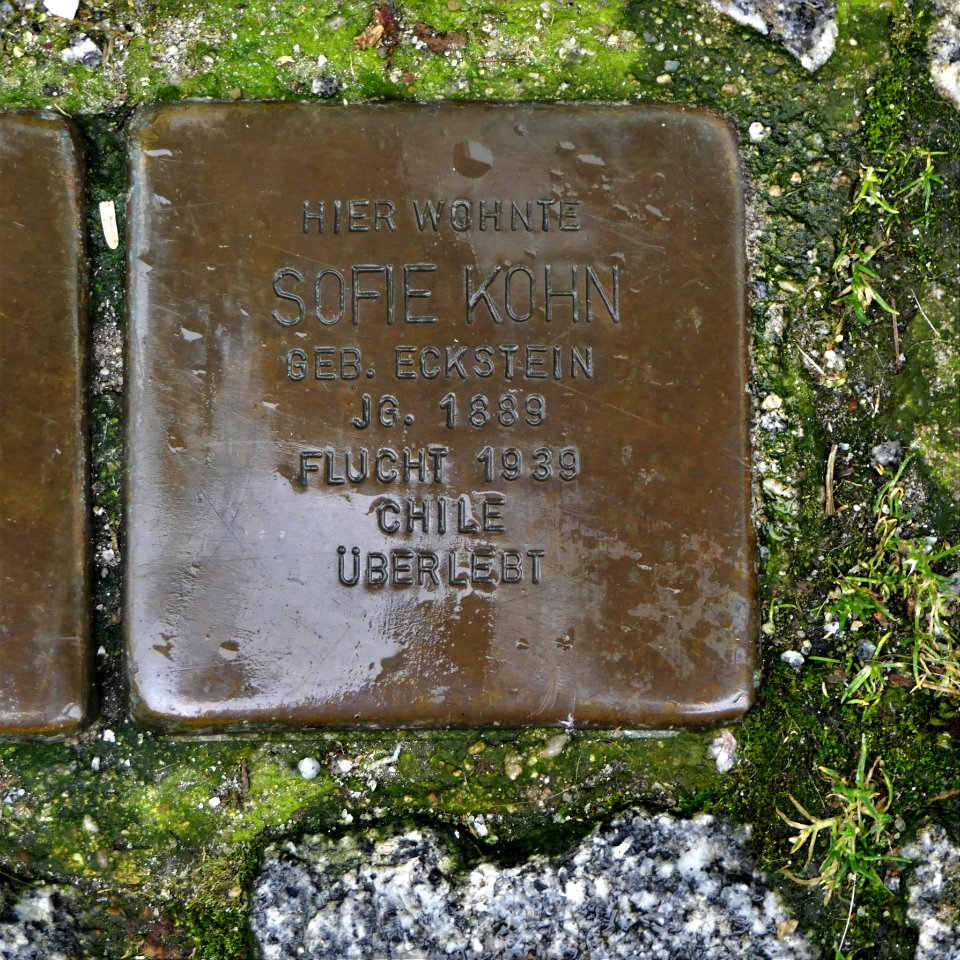 HIER WOHNTE
SOFIE KOHN
GEB. ECKSTEIN
JG. 1889
FLUCHT 1939
CHILE
ÜBERLEBT